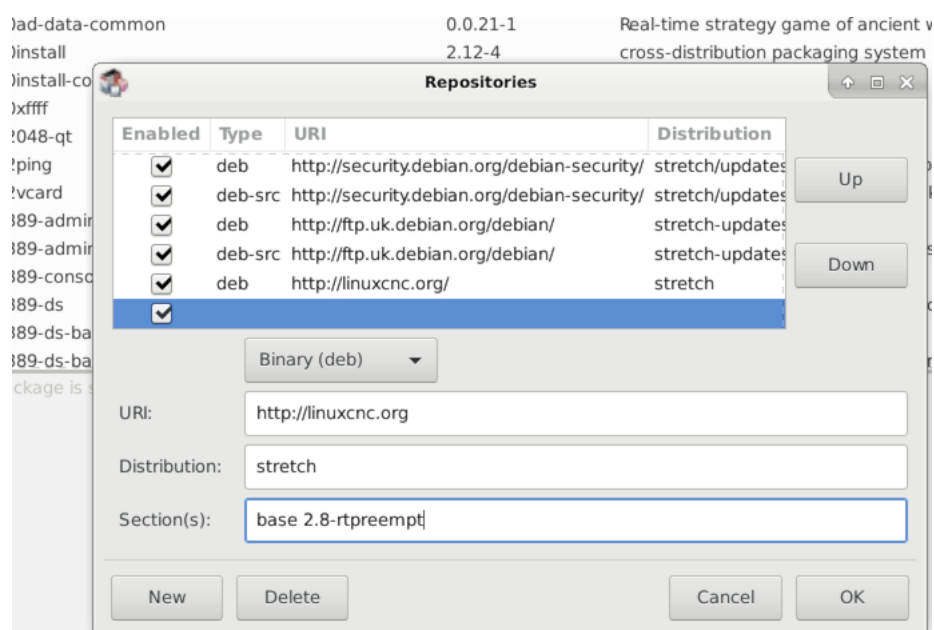 0ad-data-common 0.0.21-1 Real-time strategy game of ancient w
0install 2.12-4 cross-distribution packaging system
0install-co
Repositories
0xffff
2048-qt
Enabled Type URI Distribution
2ping
deb http://security.debian.org/debian-security/ stretch/updates
Up
2vcard
deb-src http://security.debian.org/debian-security/ stretch/updates
389-admin
deb http://ftp.uk.debian.org/debian/ stretch-updates
389-admin
deb-src http://ftp.uk.debian.org/debian/ stretch-updates
Down
389-conso
deb http://linuxcnc.org/ stretch
389-ds
389-ds-ba
389-ds-ba
Binary (deb)
ckage is s
URI: http://linuxcnc.org
Distribution: stretch
Section(s): base 2.8-rtpreempt
New Delete Cancel OK